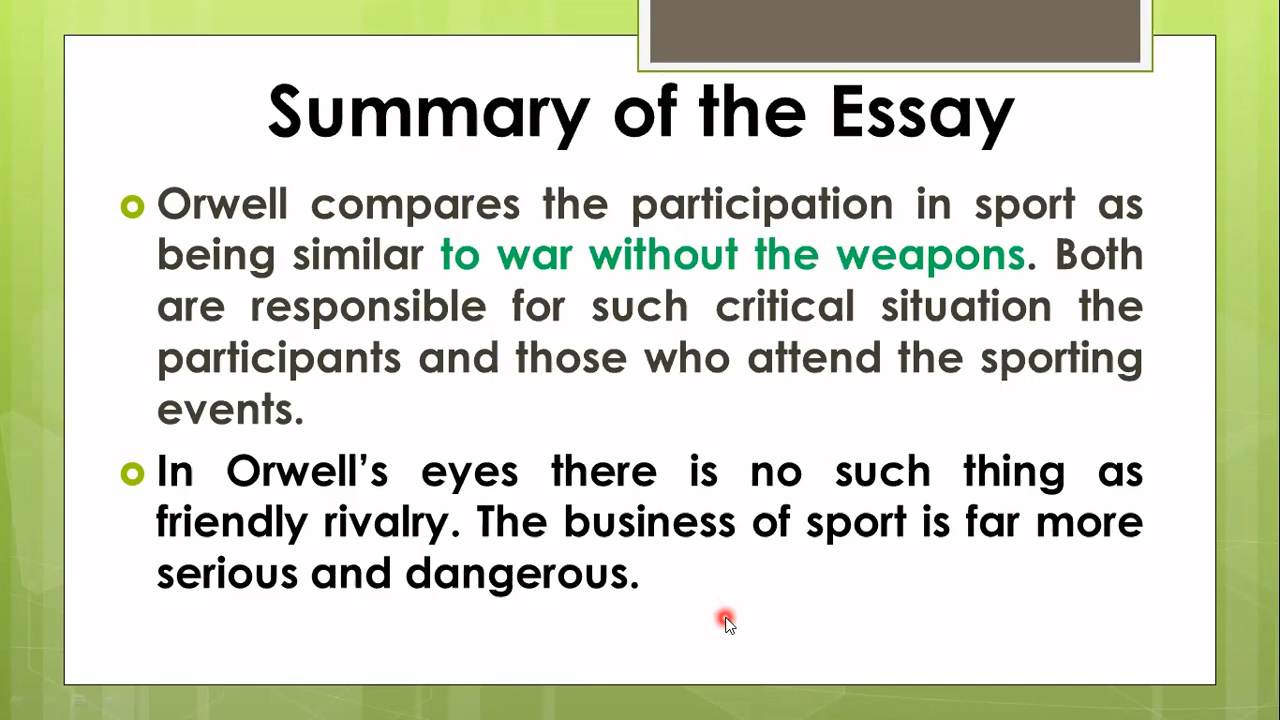 Summary of the Essay
Orwell compares the participation in sport as
being similar to war without the weapons. Both
are responsible for such critical situation the
participants and those who attend the sporting
events.
In Orwell’s eyes there is no such thing as
friendly rivalry. The business of sport is far more
serious and dangerous.